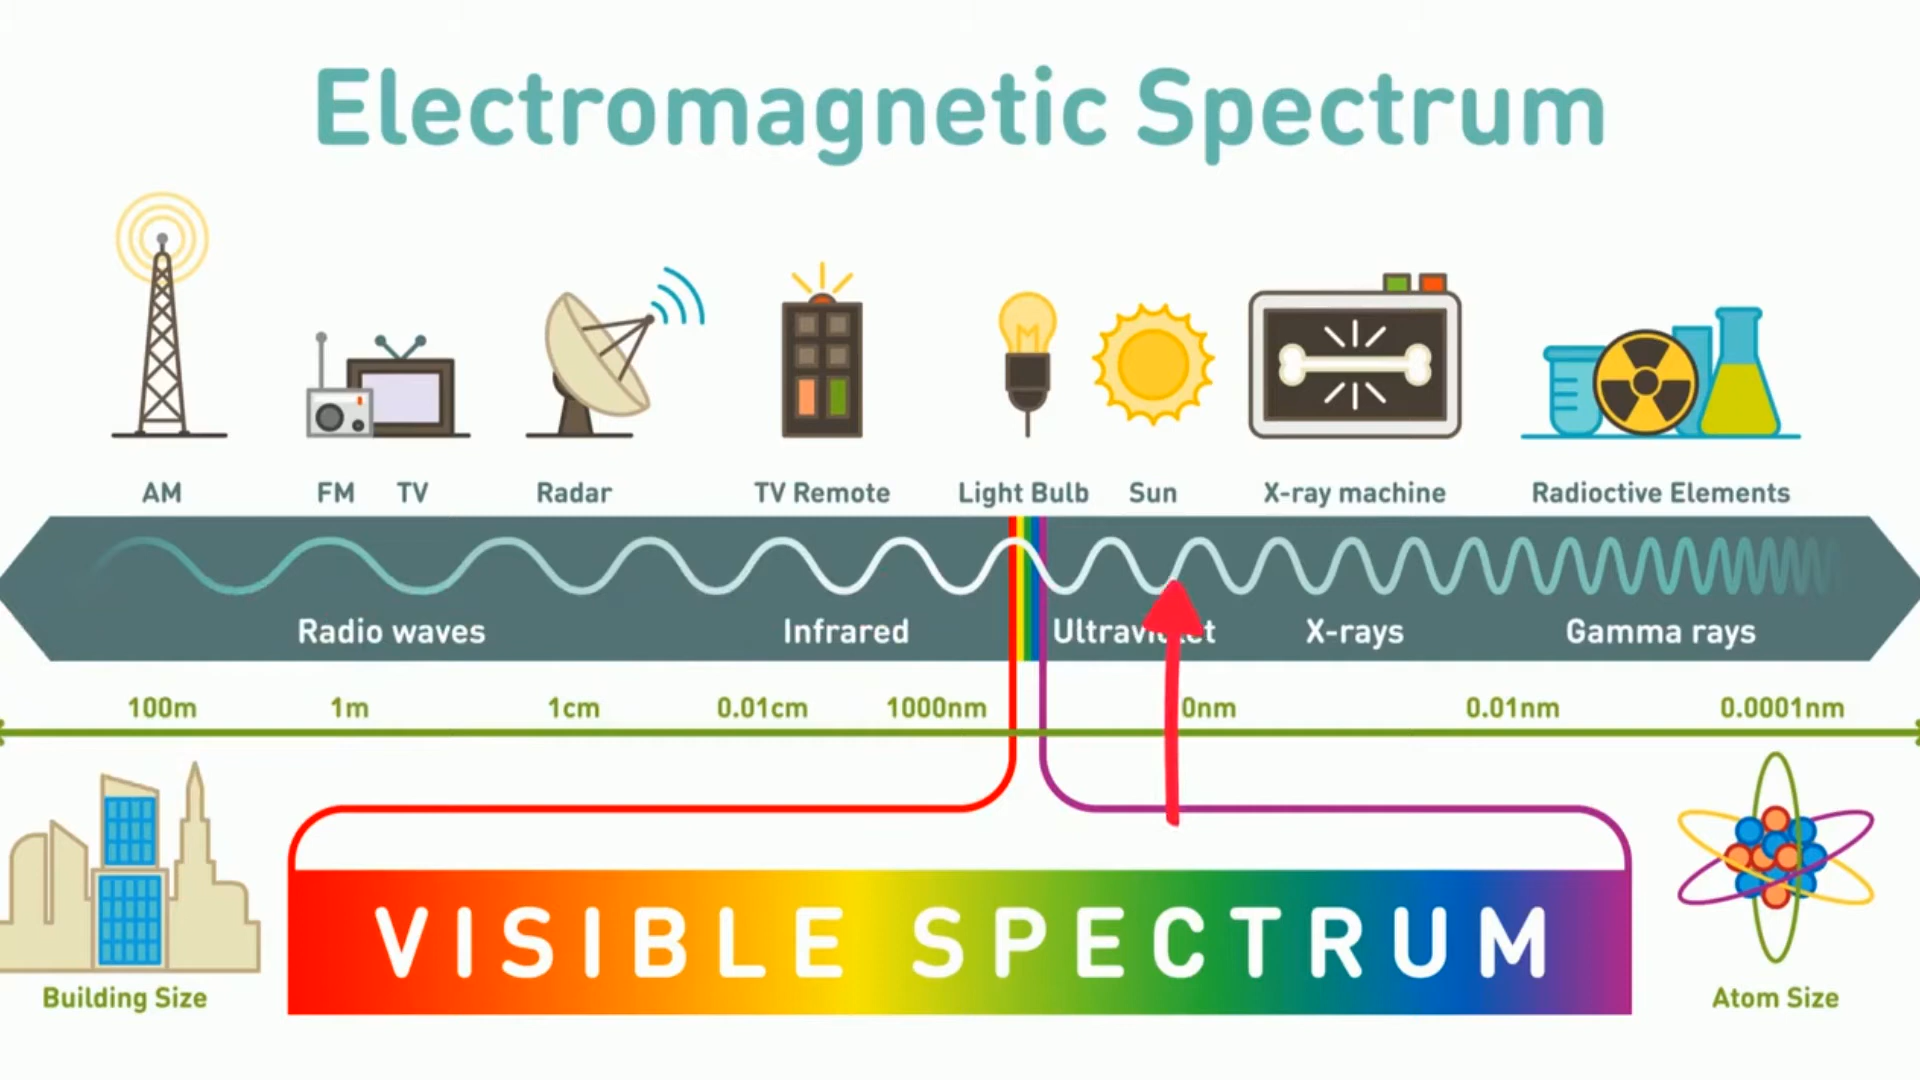 Electromagnetic Spectrum
AM FM TV Radar TV Remote Light Bulb Sun X-ray machine Radioctive Elements
Radio waves Infrared X-rays Gamma rays
100m 1m 1cm 0.01cm 1000nm 0.01nm 0.0001nm
VISIBLE SPECTRUM
Building Size Atom Size